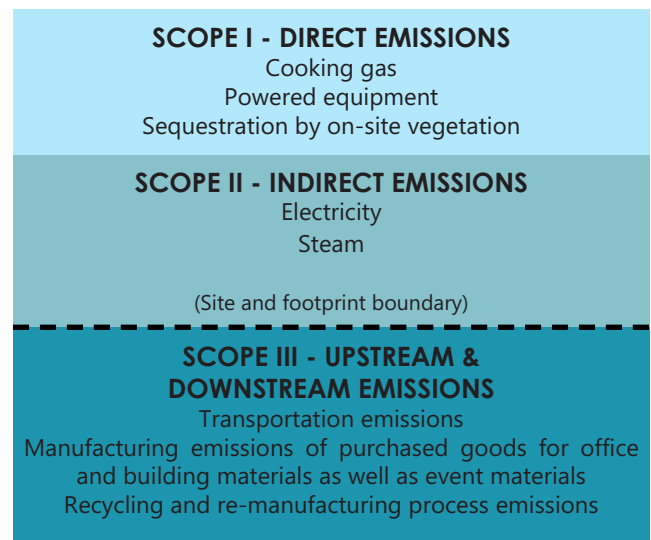 SCOPE I - DIRECT EMISSIONS
Cooking gas
Powered equipment
Sequestration by on-site vegetation
SCOPE II - INDIRECT EMISSIONS
Electricity
Steam
(Site and footprint boundary)
SCOPE III - UPSTREAM &
DOWNSTREAM EMISSIONS
Transportation emissions
Manufacturing emissions of purchased goods for office
and building materials as well as event materials
Recycling and re-manufacturing process emissions